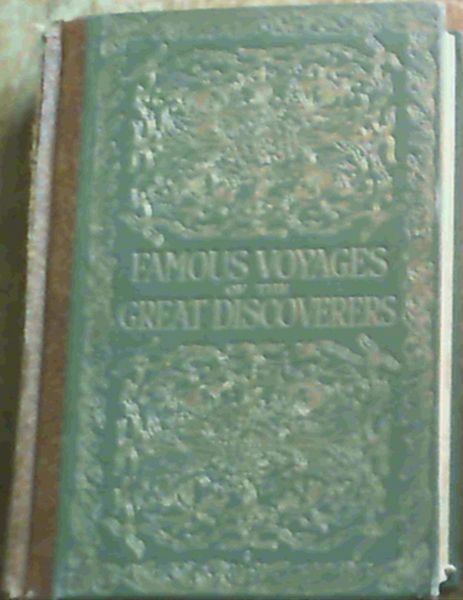 FAMOUS VOYAGES
OF THE
GREAT DISCOVERERS